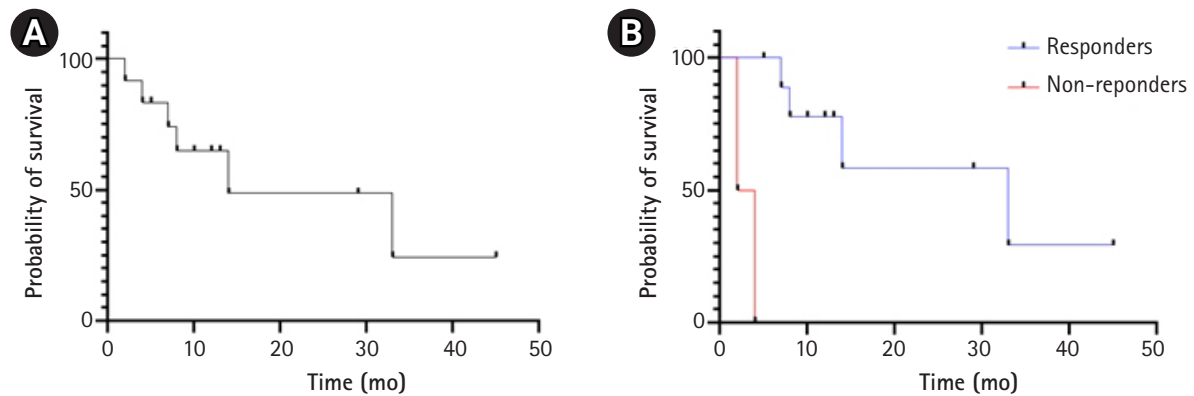 A
Probability of survival
100
50
0
0 10 20 30 40 50
Time (mo)
B
Probability of survival
100
50
0
0 10 20 30 40 50
Time (mo)
Responders
Non-reponders